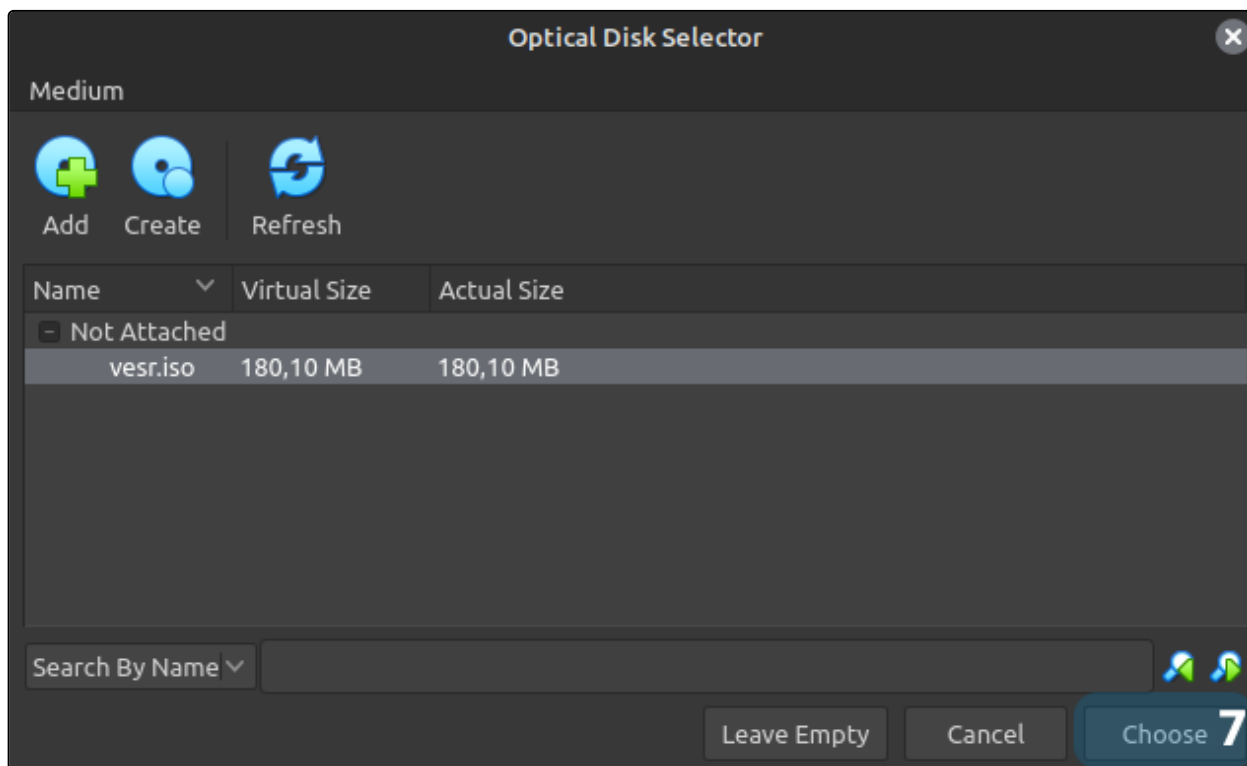 Optical Disk Selector
Medium
Add Create Refresh
Name Virtual Size Actual Size
Not Attached
vesr.iso 180,10 MB 180,10 MB
Search By Name
Leave Empty Cancel Choose 7